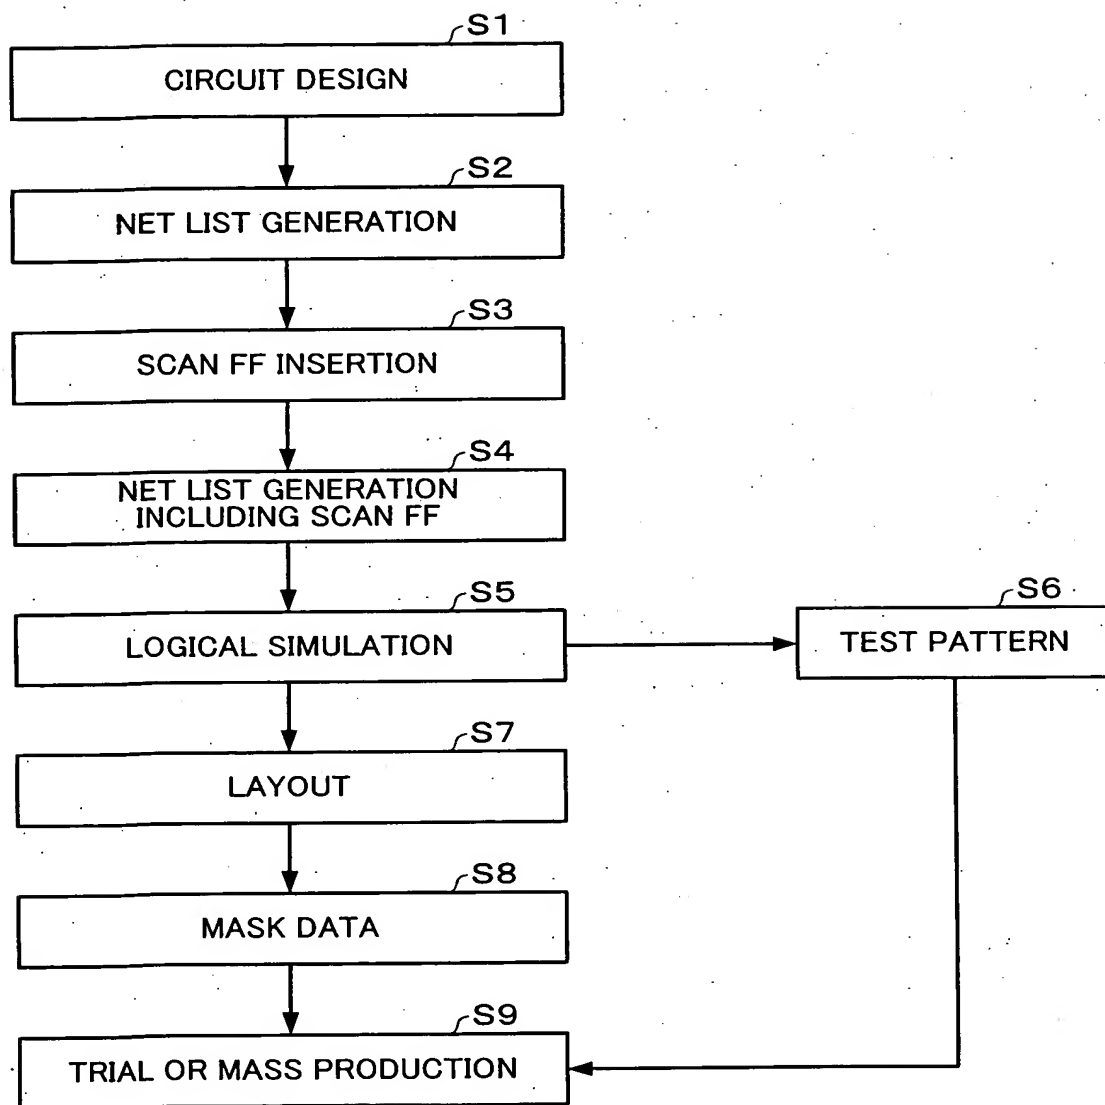 S1
CIRCUIT DESIGN
S2
NET LIST GENERATION
S3
SCAN FF INSERTION
S4
NET LIST GENERATION
INCLUDING SCAN FF
S5
LOGICAL SIMULATION
S6
TEST PATTERN
S7
LAYOUT
S8
MASK DATA
S9
TRIAL OR MASS PRODUCTION